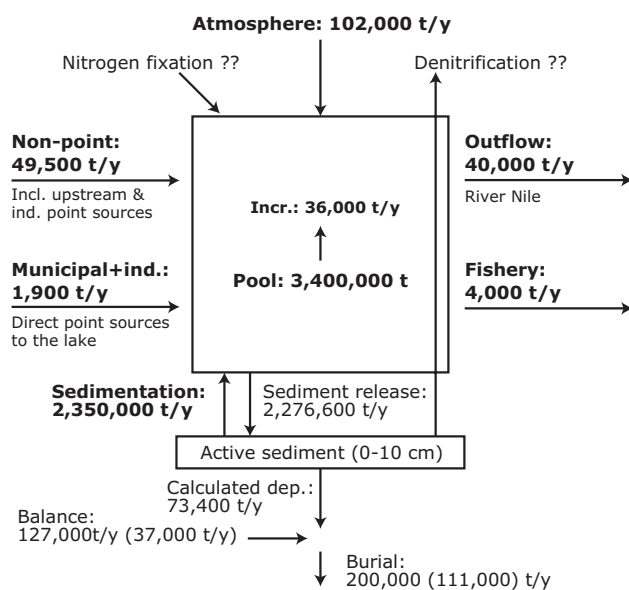 Atmosphere: 102,000 t/y
Nitrogen fixation ??
Denitrification ??
Non-point:
49,500 t/y
Incl. upstream &
ind. point sources
Outflow:
40,000 t/y
River Nile
Incr.: 36,000 t/y
Pool: 3,400,000 t
Municipal+ind.:
1,900 t/y
Direct point sources
to the lake
Fishery:
4,000 t/y
Sedimentation:
2,350,000 t/y
Sediment release:
2,276,600 t/y
Active sediment (0-10 cm)
Calculated dep.:
73,400 t/y
Balance:
127,000t/y (37,000 t/y)
Burial:
200,000 (111,000) t/y